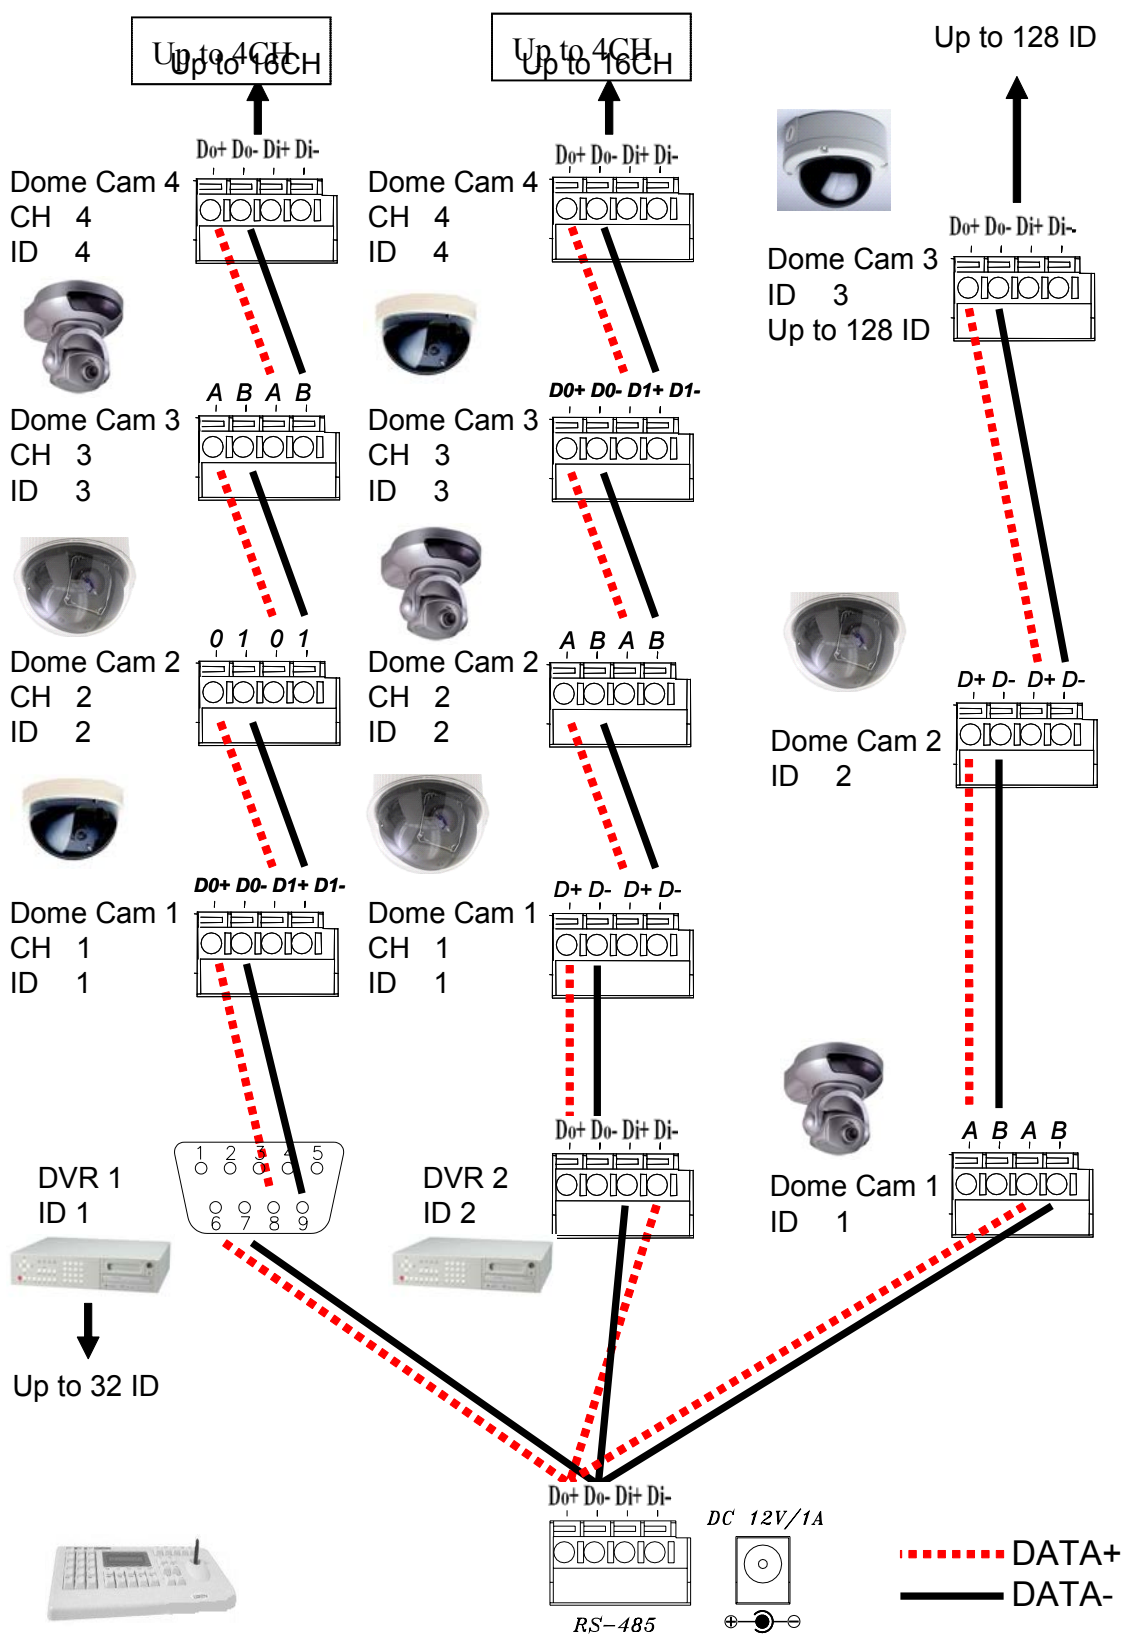 Up to 4CH
Up to 16CH
Up to 4CH
Up to 16CH
Up to 128 ID
Do+ Do- Di+ Di-
Dome Cam 4
CH 4
ID 4
Do+ Do- Di+ Di-
Dome Cam 4
CH 4
ID 4
Do+ Do- Di+ Di-
Dome Cam 3
ID 3
Up to 128 ID
A B A B
Dome Cam 3
CH 3
ID 3
D0+ D0- D1+ D1-
Dome Cam 3
CH 3
ID 3
0 1 0 1
Dome Cam 2
CH 2
ID 2
A B A B
Dome Cam 2
CH 2
ID 2
D+ D- D+ D-
Dome Cam 2
ID 2
D0+ D0- D1+ D1-
Dome Cam 1
CH 1
ID 1
D+ D- D+ D-
Dome Cam 1
CH 1
ID 1
A B A B
Dome Cam 1
ID 1
DVR 1
ID 1
1 2 3 4 5
6 7 8 9
Do+ Do- Di+ Di-
DVR 2
ID 2
Up to 32 ID
Do+ Do- Di+ Di-
RS-485
DC 12V/1A
DATA+
DATA-